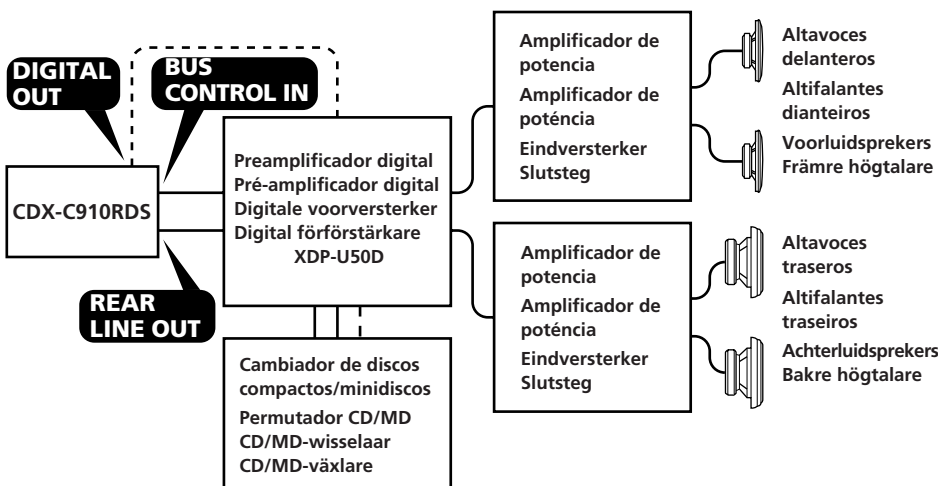 DIGITAL
OUT
BUS
CONTROL IN
CDX-C910RDS
REAR
LINE OUT
Preamplificador digital
Pré-amplificador digital
Digitale voorversterker
Digital förförstärkare
XDP-U50D
Cambiador de discos
compactos/minidiscos
Permutador CD/MD
CD/MD-wisselaar
CD/MD-växlare
Amplificador de
potencia
Amplificador de
poténcia
Eindversterker
Slutsteg
Altavoces
delanteros
Altifalantes
dianteiros
Voorluidsprekers
Främre högtalare
Amplificador de
potencia
Amplificador de
poténcia
Eindversterker
Slutsteg
Altavoces
traseros
Altifalantes
traseiros
Achterluidsprekers
Bakre högtalare